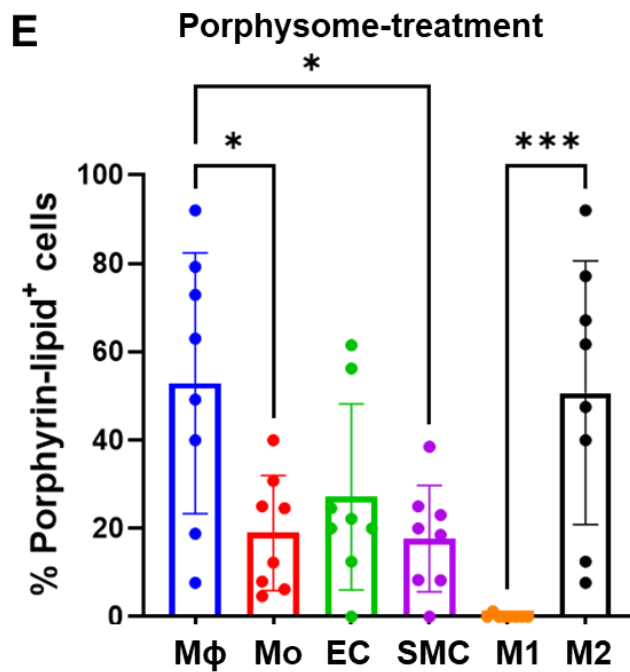 E
Porphysome-treatment
*
*
***
% Porphyrin-lipid⁺ cells
100
80
60
40
20
0
Mϕ Mo EC SMC M1 M2